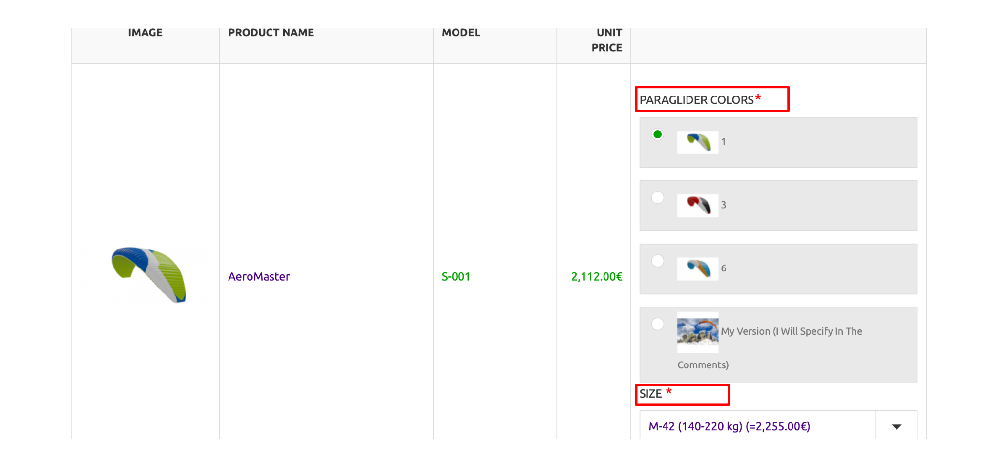 IMAGE
PRODUCT NAME
MODEL
UNIT
PRICE
AeroMaster
S-001
2,112.00€
PARAGLIDER COLORS*
1
3
6
My Version (I Will Specify In The
Comments)
SIZE *
M-42 (140-220 kg) (=2,255.00€)